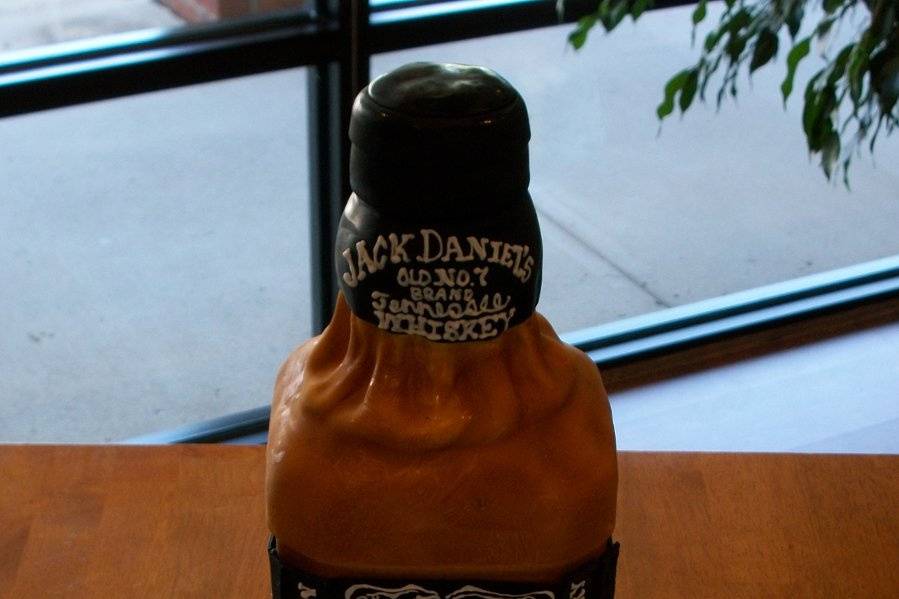 JACK DANIEL'S
OLD NO. 7
BRAND
Tennessee
WHISKEY